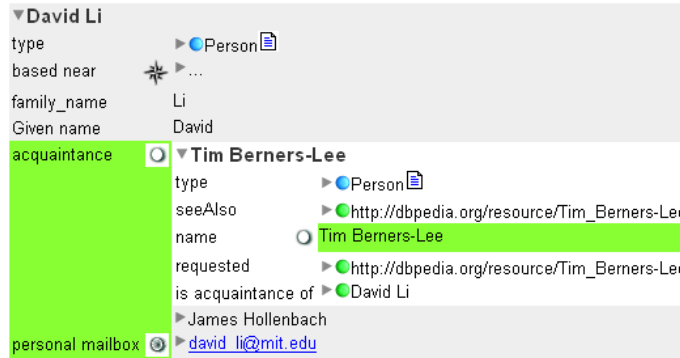 David Li
type Person
based near ...
family_name Li
Given name David
acquaintance Tim Berners-Lee
type Person
seeAlso http://dbpedia.org/resource/Tim_Berners-Lee
name Tim Berners-Lee
requested http://dbpedia.org/resource/Tim_Berners-Lee
is acquaintance of David Li
James Hollenbach
personal mailbox david_li@mit.edu